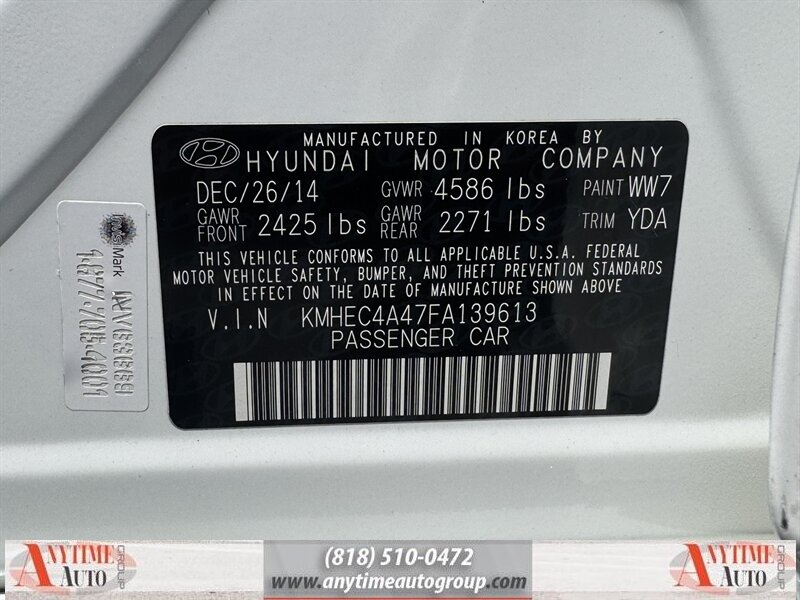 MANUFACTURED IN KOREA BY
HYUNDAI MOTOR COMPANY
DEC/26/14 GVWR 4586 lbs PAINT WW7
GAWR FRONT 2425 lbs GAWR REAR 2271 lbs TRIM YDA
THIS VEHICLE CONFORMS TO ALL APPLICABLE U.S.A. FEDERAL
MOTOR VEHICLE SAFETY, BUMPER, AND THEFT PREVENTION STANDARDS
IN EFFECT ON THE DATE OF MANUFACTURE SHOWN ABOVE
V.I.N KMHEC4A47FA139613
PASSENGER CAR
Mark
ANYTIME AUTO GROUP
(818) 510-0472
www.anytimeautogroup.com
ANYTIME AUTO GROUP